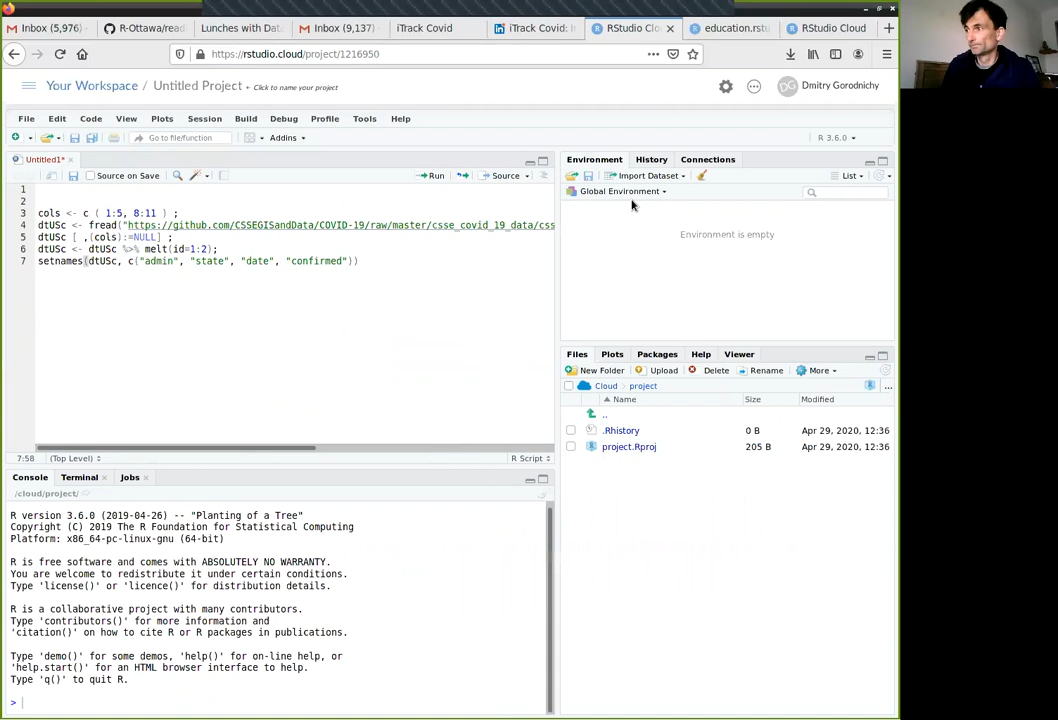 Inbox (5,976)
R-Ottawa/read
Lunches with Dat
Inbox (9,137)
iTrack Covid
iTrack Covid: I
RStudio Clo
education.rstu
RStudio Cloud
https://rstudio.cloud/project/1216950
Your Workspace / Untitled Project ← Click to name your project
DG Dmitry Gorodnichy
File Edit Code View Plots Session Build Debug Profile Tools Help
Go to file/function Addins R 3.6.0
Untitled1*
Source on Save Run Source
1
2
3 cols <- c ( 1:5, 8:11 ) ;
4 dtUSc <- fread("https://github.com/CSSEGISandData/COVID-19/raw/master/csse_covid_19_data/css
5 dtUSc [ ,(cols):=NULL] ;
6 dtUSc <- dtUSc %>% melt(id=1:2);
7 setnames(dtUSc, c("admin", "state", "date", "confirmed"))
7:58 (Top Level) R Script
Console Terminal Jobs
/cloud/project/
R version 3.6.0 (2019-04-26) -- "Planting of a Tree"
Copyright (C) 2019 The R Foundation for Statistical Computing
Platform: x86_64-pc-linux-gnu (64-bit)
R is free software and comes with ABSOLUTELY NO WARRANTY.
You are welcome to redistribute it under certain conditions.
Type 'license()' or 'licence()' for distribution details.
R is a collaborative project with many contributors.
Type 'contributors()' for more information and
'citation()' on how to cite R or R packages in publications.
Type 'demo()' for some demos, 'help()' for on-line help, or
'help.start()' for an HTML browser interface to help.
Type 'q()' to quit R.
>
Environment History Connections
Import Dataset List
Global Environment
Environment is empty
Files Plots Packages Help Viewer
New Folder Upload Delete Rename More
Cloud project
Name Size Modified
..
.Rhistory 0 B Apr 29, 2020, 12:36
project.Rproj 205 B Apr 29, 2020, 12:36